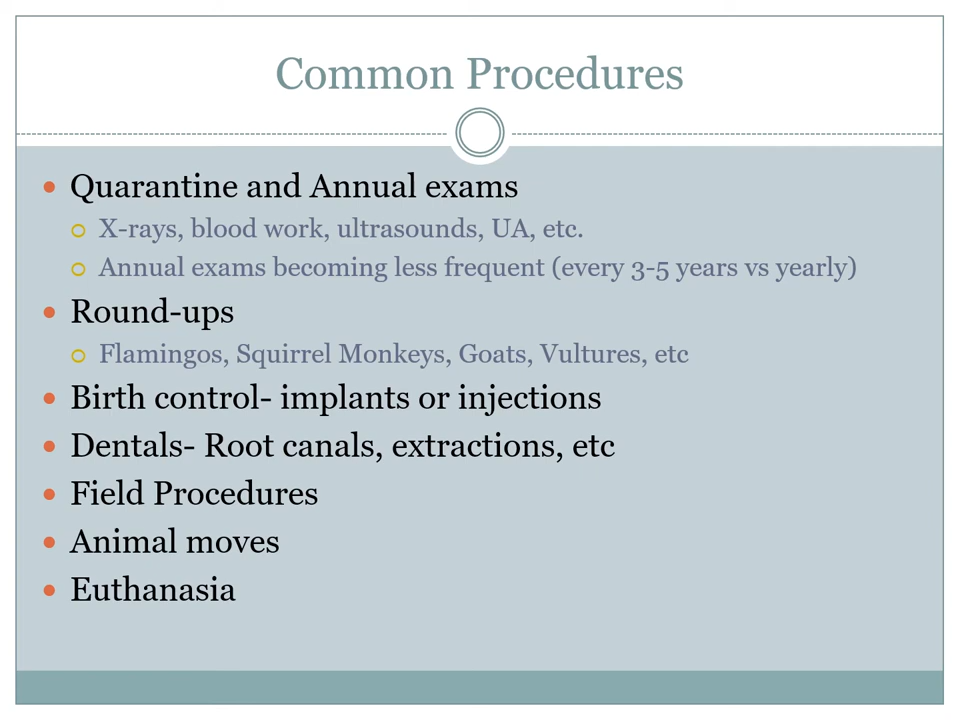 Common Procedures
Quarantine and Annual exams
X-rays, blood work, ultrasounds, UA, etc.
Annual exams becoming less frequent (every 3-5 years vs yearly)
Round-ups
Flamingos, Squirrel Monkeys, Goats, Vultures, etc
Birth control- implants or injections
Dentals- Root canals, extractions, etc
Field Procedures
Animal moves
Euthanasia